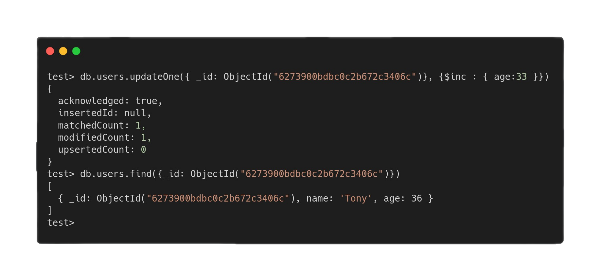 test> db.users.updateOne({ _id: ObjectId("6273900bdbc0c2b672c3406c")}, {$inc : { age:33 }})
{
  acknowledged: true,
  insertedId: null,
  matchedCount: 1,
  modifiedCount: 1,
  upsertedCount: 0
}
test> db.users.find({ _id: ObjectId("6273900bdbc0c2b672c3406c")})
[
  { _id: ObjectId("6273900bdbc0c2b672c3406c"), name: 'Tony', age: 36 }
]
test>